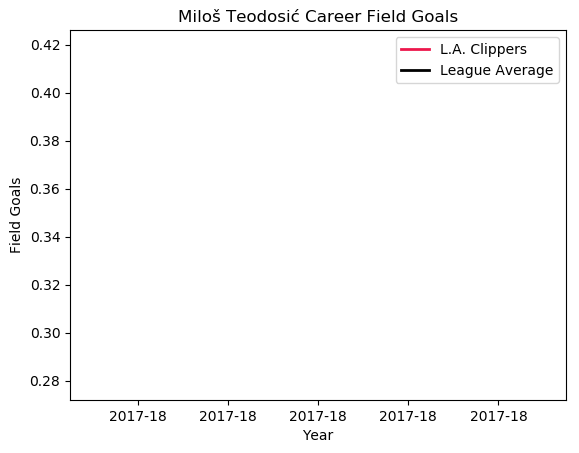 Miloš Teodosić Career Field Goals
L.A. Clippers
League Average
0.42
0.40
0.38
0.36
0.34
0.32
0.30
0.28
Field Goals
2017-18 2017-18 2017-18 2017-18 2017-18
Year